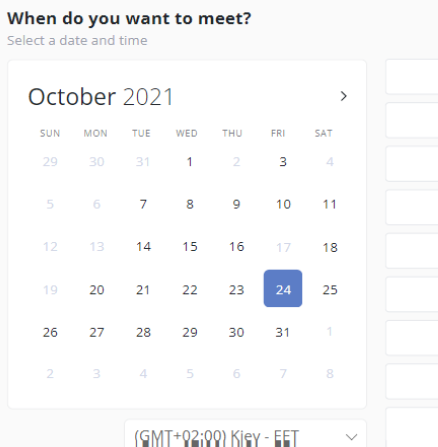 When do you want to meet?
Select a date and time
October 2021
SUN MON TUE WED THU FRI SAT
29 30 31 1 2 3 4
5 6 7 8 9 10 11
12 13 14 15 16 17 18
19 20 21 22 23 24 25
26 27 28 29 30 31 1
2 3 4 5 6 7 8
(GMT+02:00) Kiev - EET